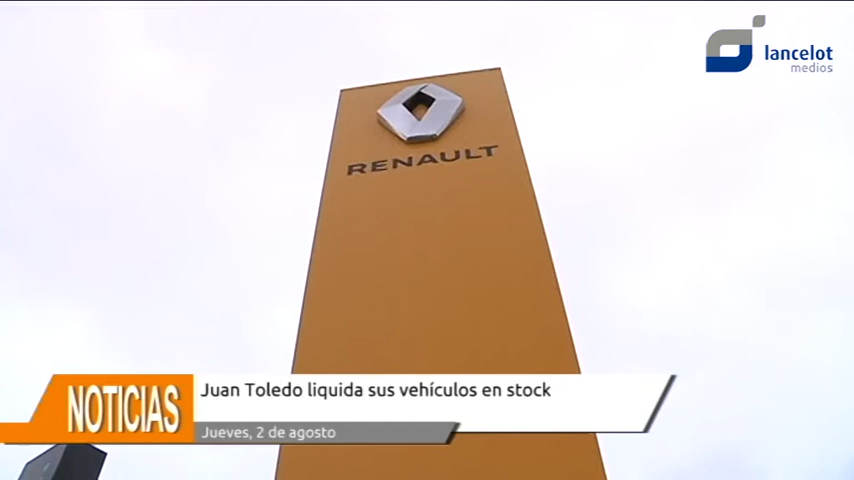 lancelot
medios
RENAULT
NOTICIAS
Juan Toledo liquida sus vehículos en stock
Jueves, 2 de agosto